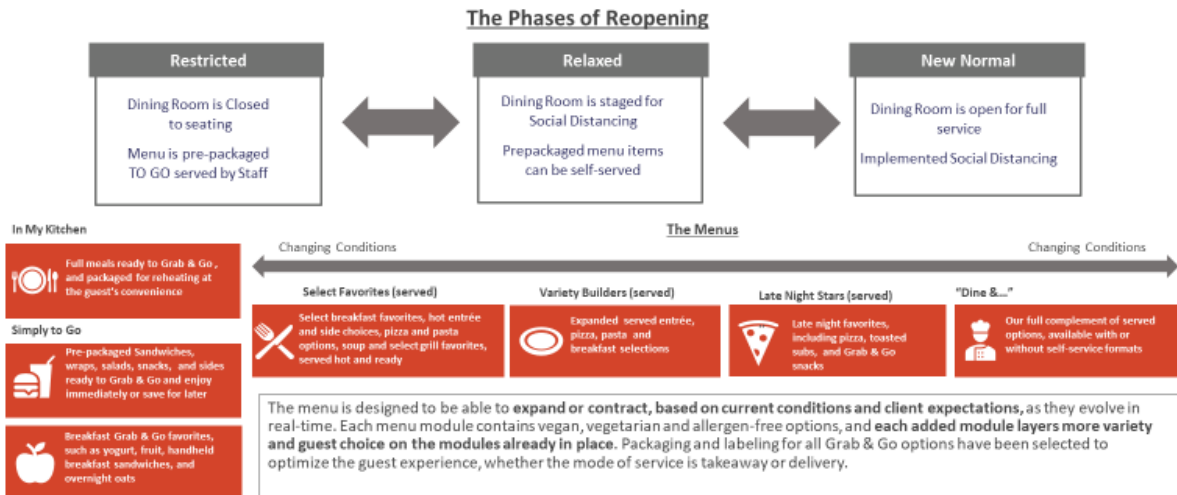 The Phases of Reopening
Restricted
Dining Room is Closed
to seating
Menu is pre-packaged
TO GO served by Staff
Relaxed
Dining Room is staged for
Social Distancing
Prepackaged menu items
can be self-served
New Normal
Dining Room is open for full
service
Implemented Social Distancing
In My Kitchen
Full meals ready to Grab & Go ,
and packaged for reheating at
the guest's convenience
Simply to Go
Pre-packaged Sandwiches,
wraps, salads, snacks, and sides
ready to Grab & Go and enjoy
immediately or save for later
Breakfast Grab & Go favorites,
such as yogurt, fruit, handheld
breakfast sandwiches, and
overnight oats
The Menus
Changing Conditions
Changing Conditions
Select Favorites (served)
Select breakfast favorites, hot entrée
and side choices, pizza and pasta
options, soup and select grill favorites,
served hot and ready
Variety Builders (served)
Expanded served entrée,
pizza, pasta and
breakfast selections
Late Night Stars (served)
Late night favorites,
including pizza, toasted
subs, and Grab & Go
snacks
"Dine &..."
Our full complement of served
options, available with or
without self-service formats
The menu is designed to be able to expand or contract, based on current conditions and client expectations, as they evolve in
real-time. Each menu module contains vegan, vegetarian and allergen-free options, and each added module layers more variety
and guest choice on the modules already in place. Packaging and labeling for all Grab & Go options have been selected to
optimize the guest experience, whether the mode of service is takeaway or delivery.